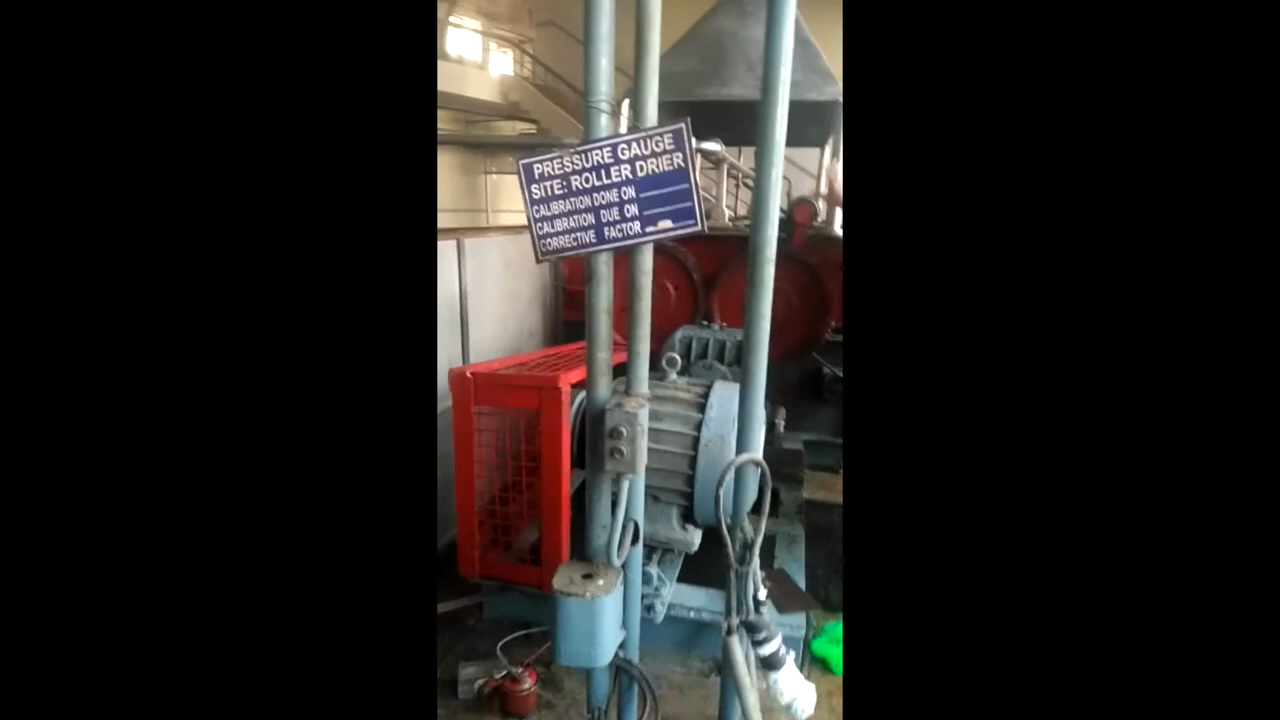 PRESSURE GAUGE
SITE: ROLLER DRIER
CALIBRATION DONE ON
CALIBRATION DUE ON
CORRECTIVE FACTOR